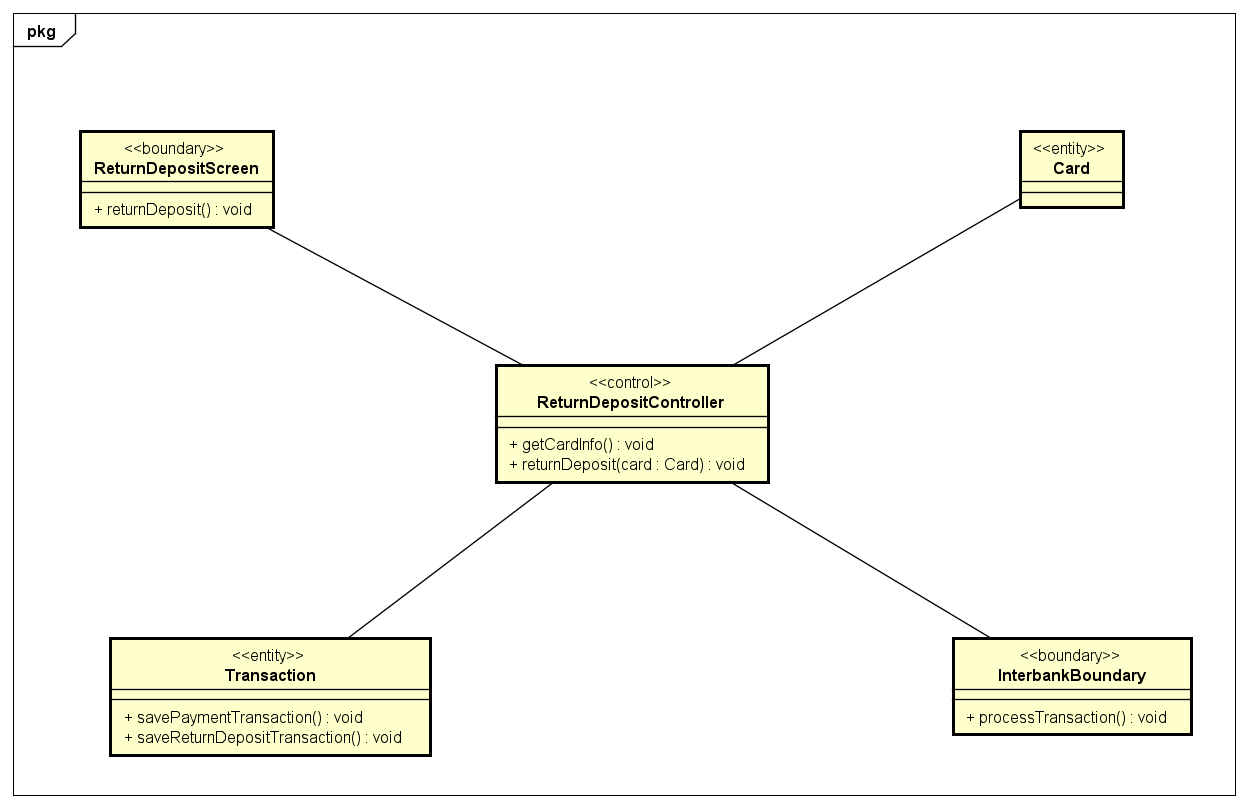 pkg
<<boundary>>
ReturnDepositScreen
+ returnDeposit() : void
<<entity>>
Card
<<control>>
ReturnDepositController
+ getCardInfo() : void
+ returnDeposit(card : Card) : void
<<entity>>
Transaction
+ savePaymentTransaction() : void
+ saveReturnDepositTransaction() : void
<<boundary>>
InterbankBoundary
+ processTransaction() : void